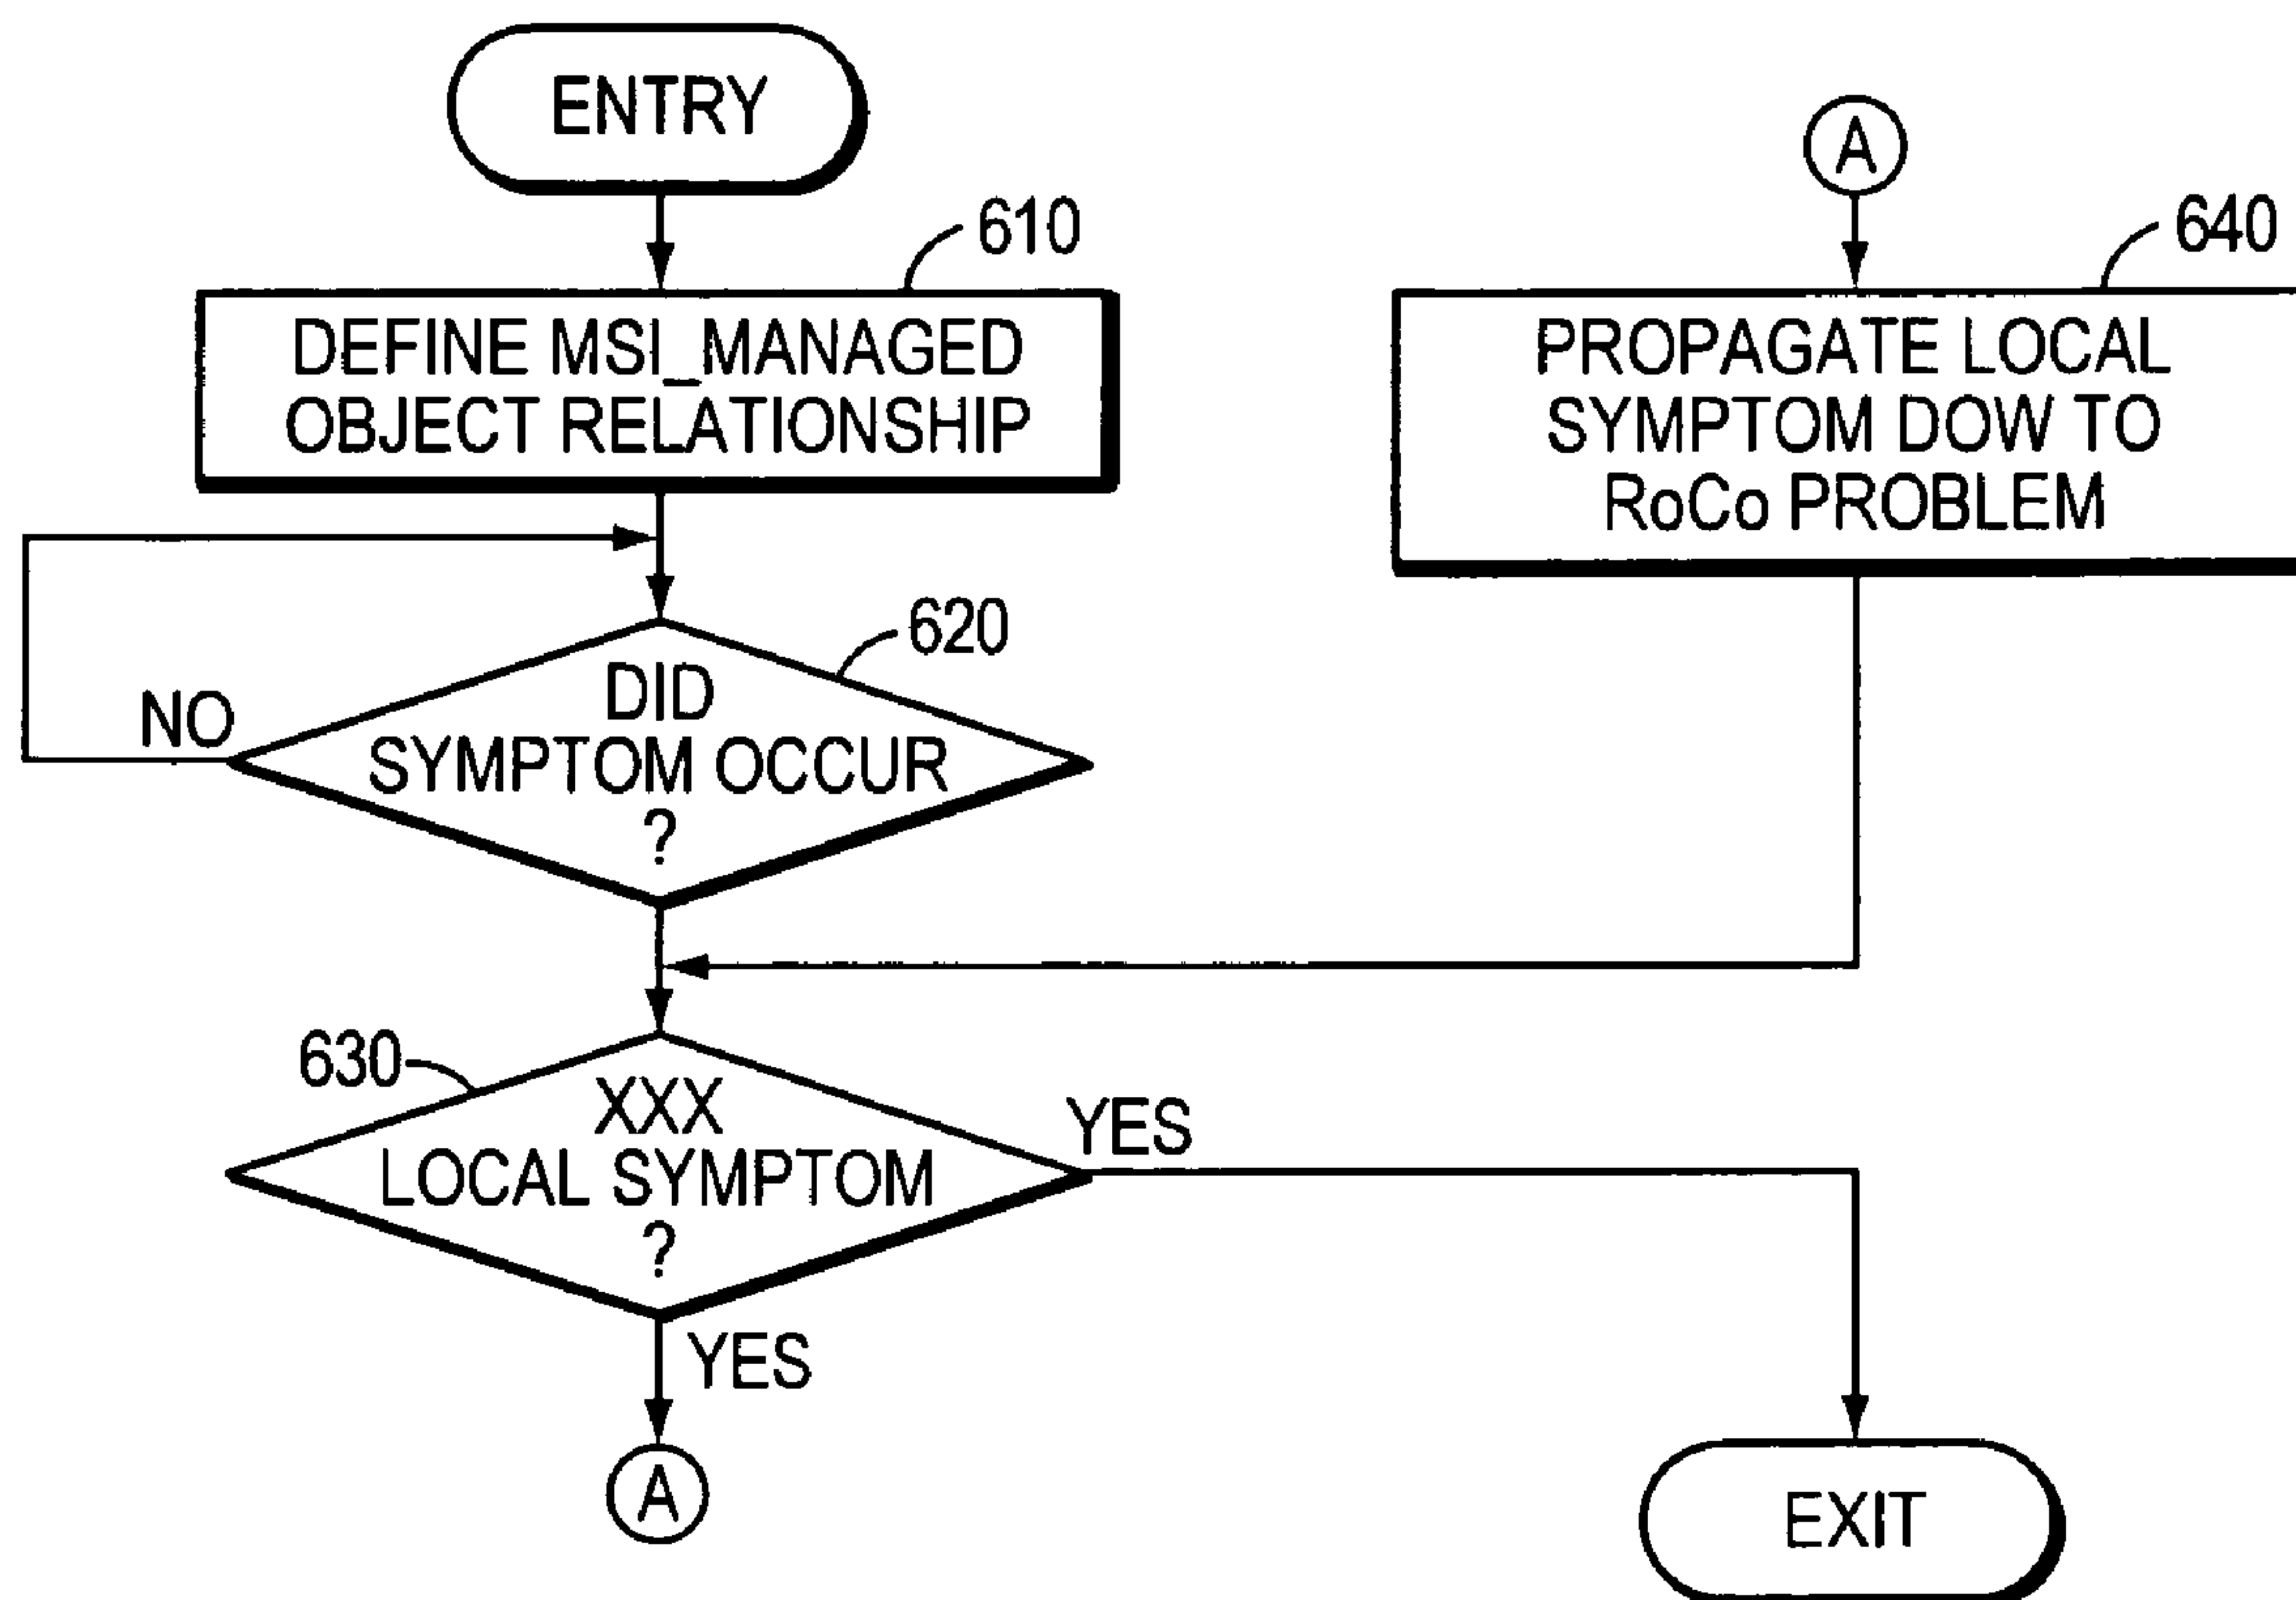 ENTRY
610
DEFINE MSI_MANAGED
OBJECT RELATIONSHIP
620
DID
SYMPTOM OCCUR
?
NO
630
XXX
LOCAL SYMPTOM
?
YES
YES
A
A
640
PROPAGATE LOCAL
SYMPTOM DOW TO
RoCo PROBLEM
EXIT